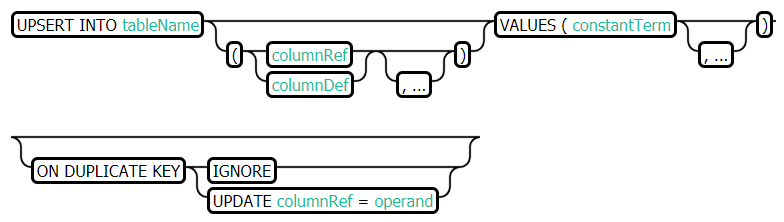 UPSERT INTO tableName VALUES ( constantTerm )
( columnRef ) , ...
columnDef , ...
ON DUPLICATE KEY IGNORE
UPDATE columnRef = operand